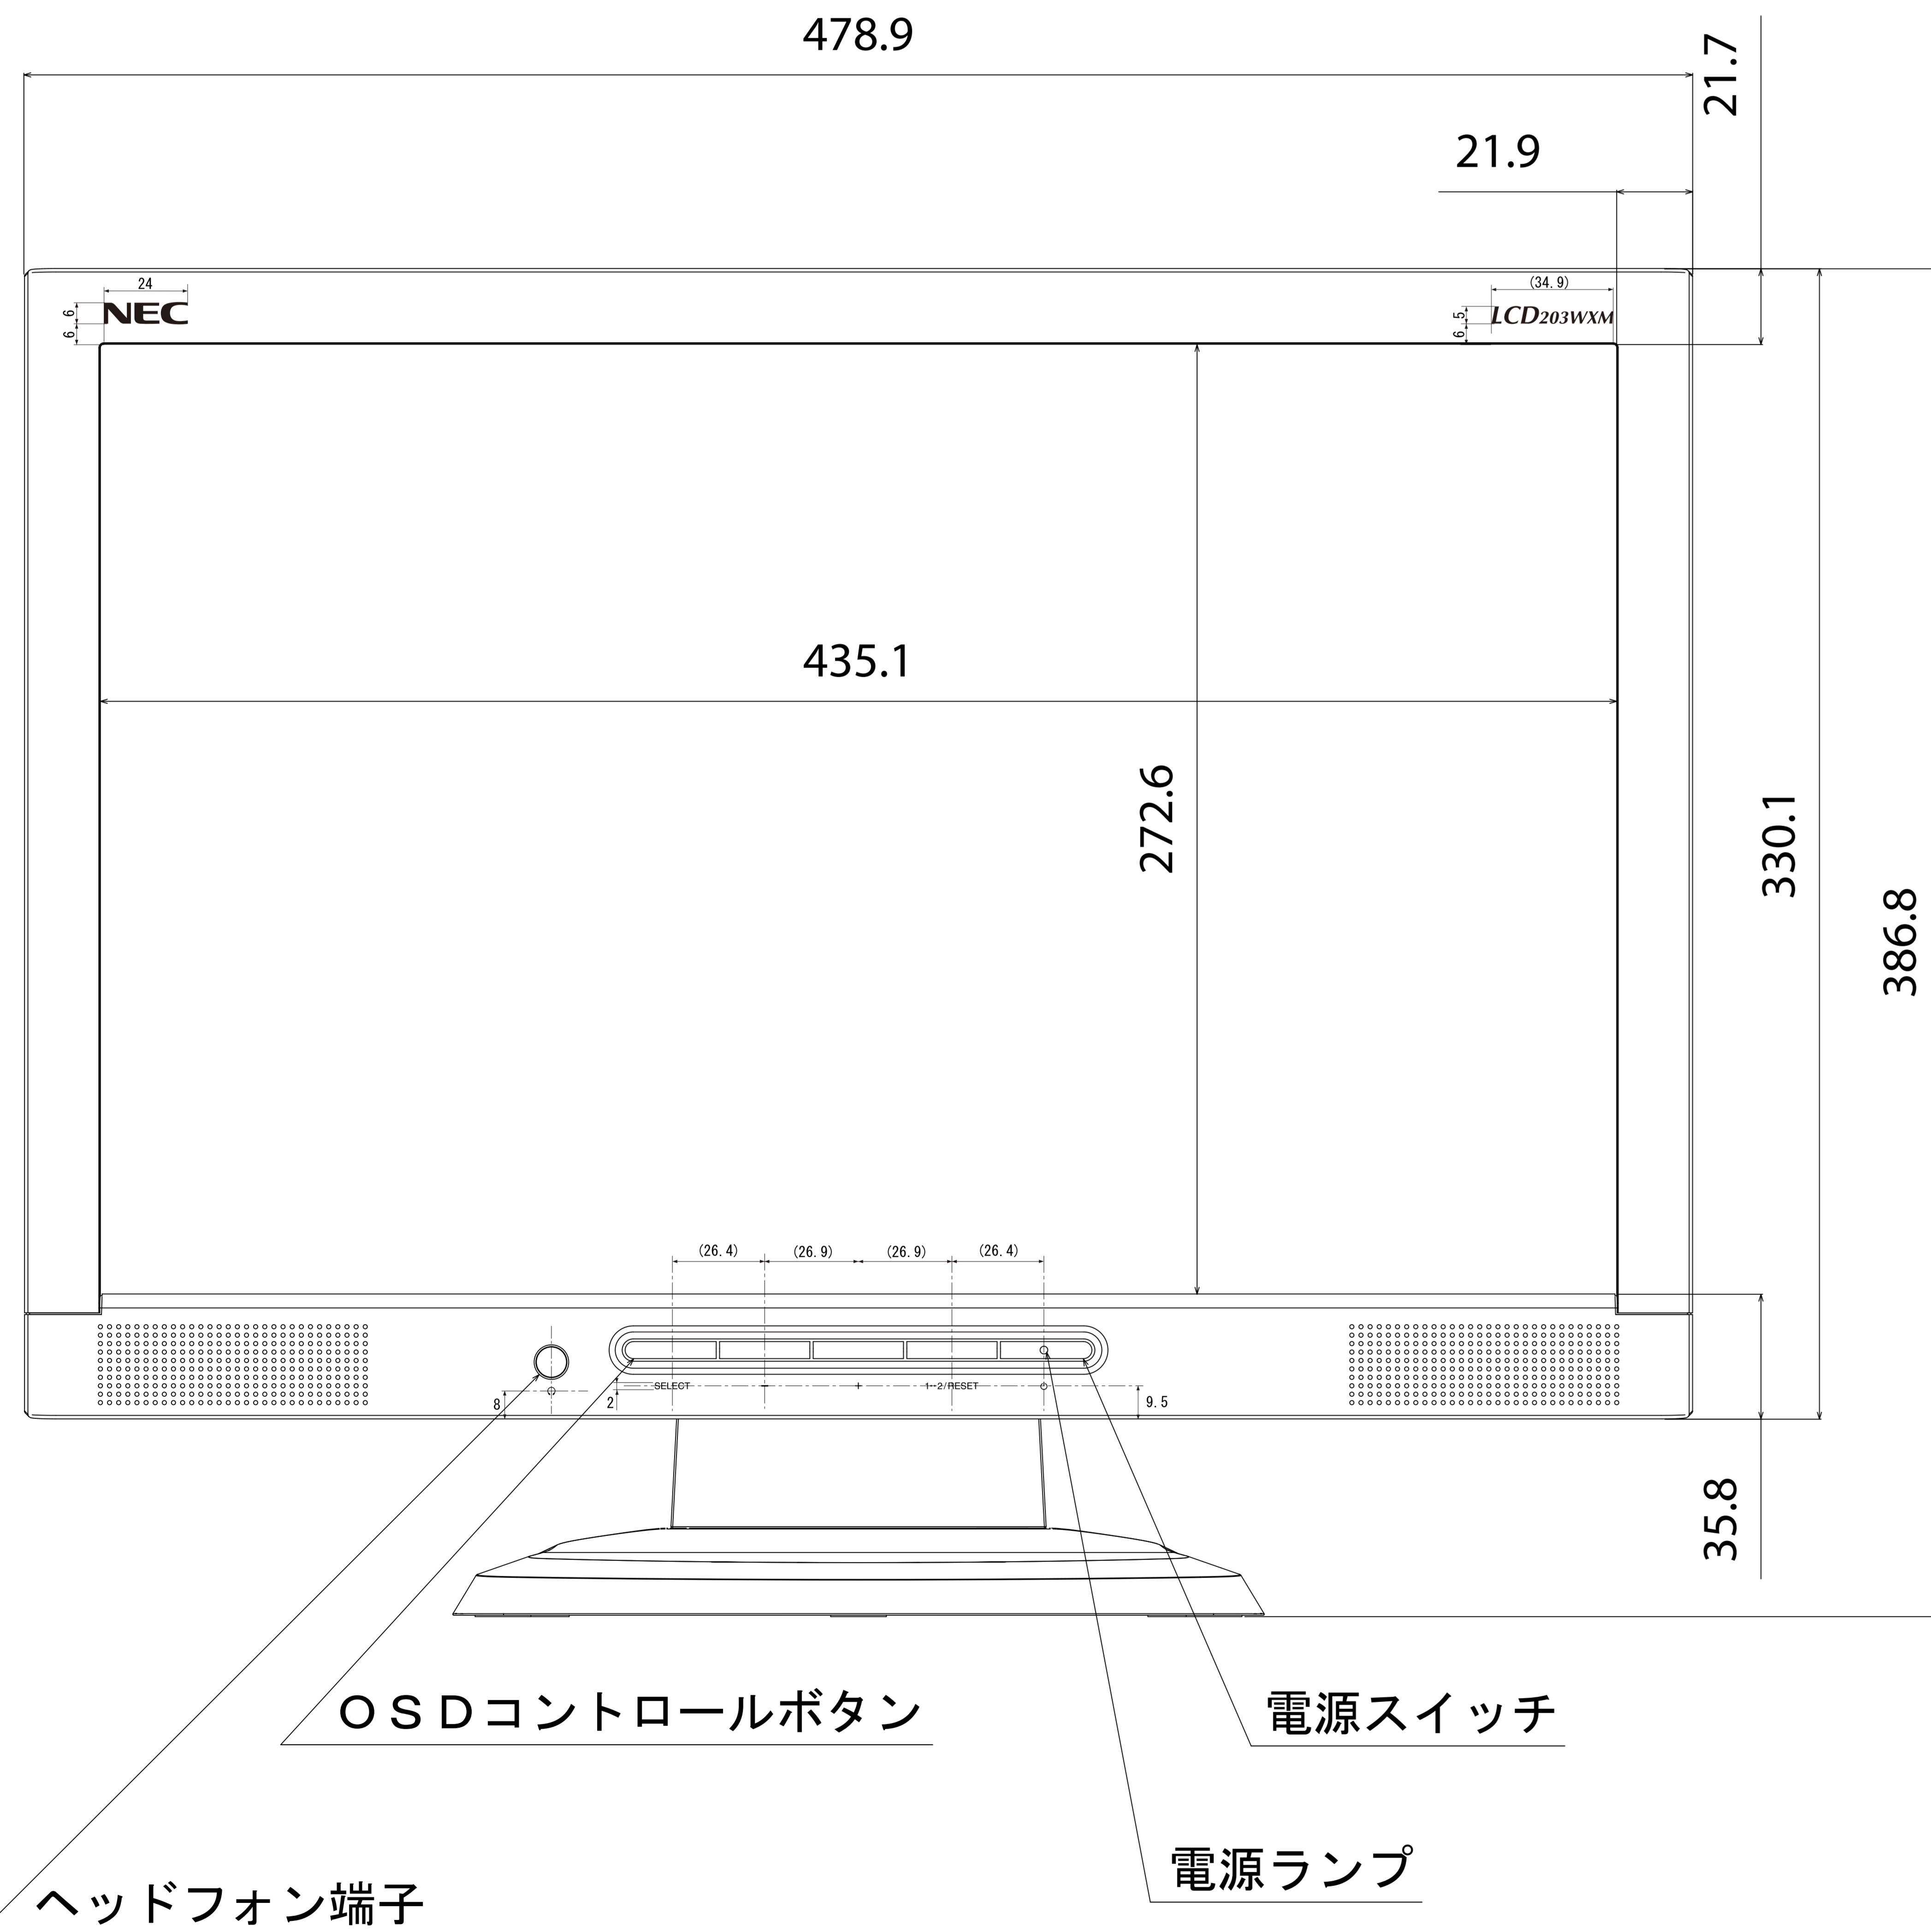 478.9
21.7
21.9
24
(34.9)
6
NEC
5
LCD203WXM
6
6
435.1
272.6
330.1
386.8
(26.4) (26.9) (26.9) (26.4)
SELECT - + 1↔2/RESET
8
2
9.5
35.8
OSDコントロールボタン
電源スイッチ
電源ランプ
ヘッドフォン端子